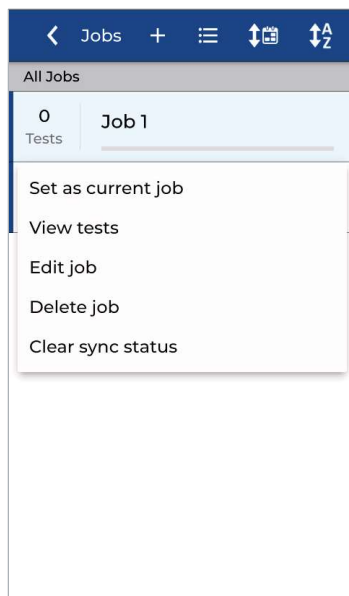 Jobs
A
Z
All Jobs
0
Job 1
Tests
Set as current job
View tests
Edit job
Delete job
Clear sync status